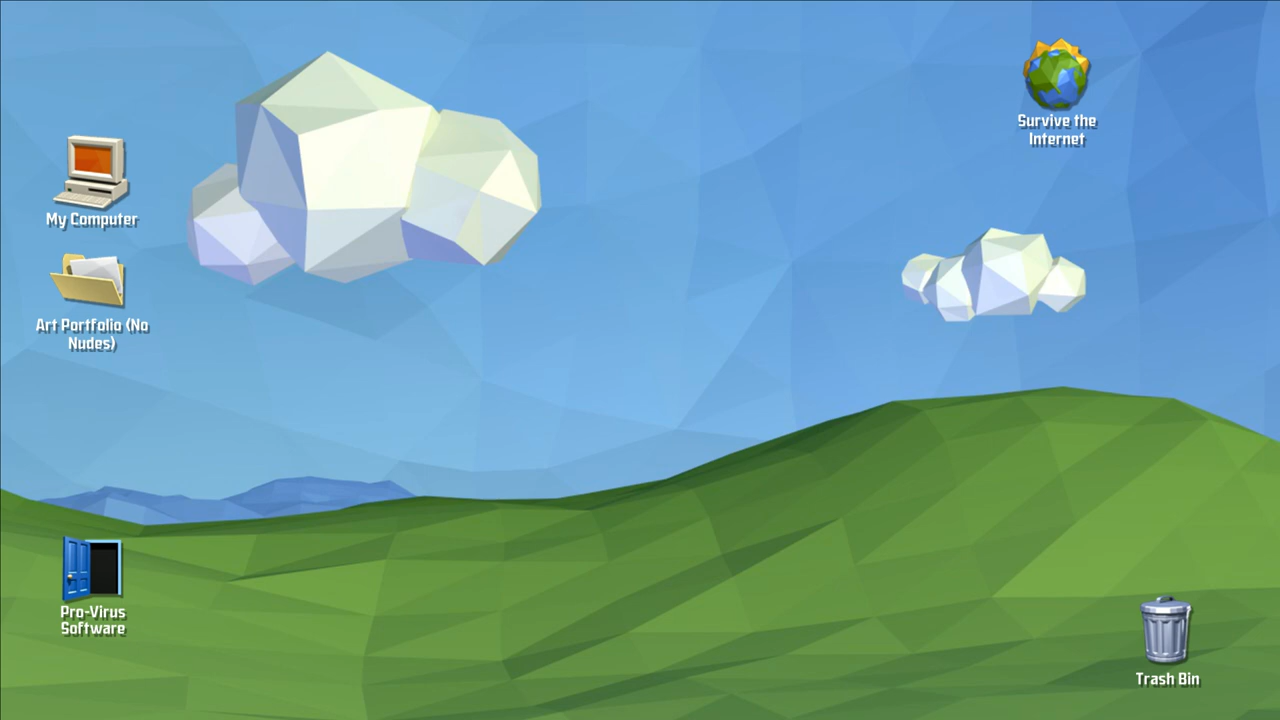 Survive the
Internet
My Computer
Art Portfolio (No
Nudes)
Pro-Virus
Software
Trash Bin